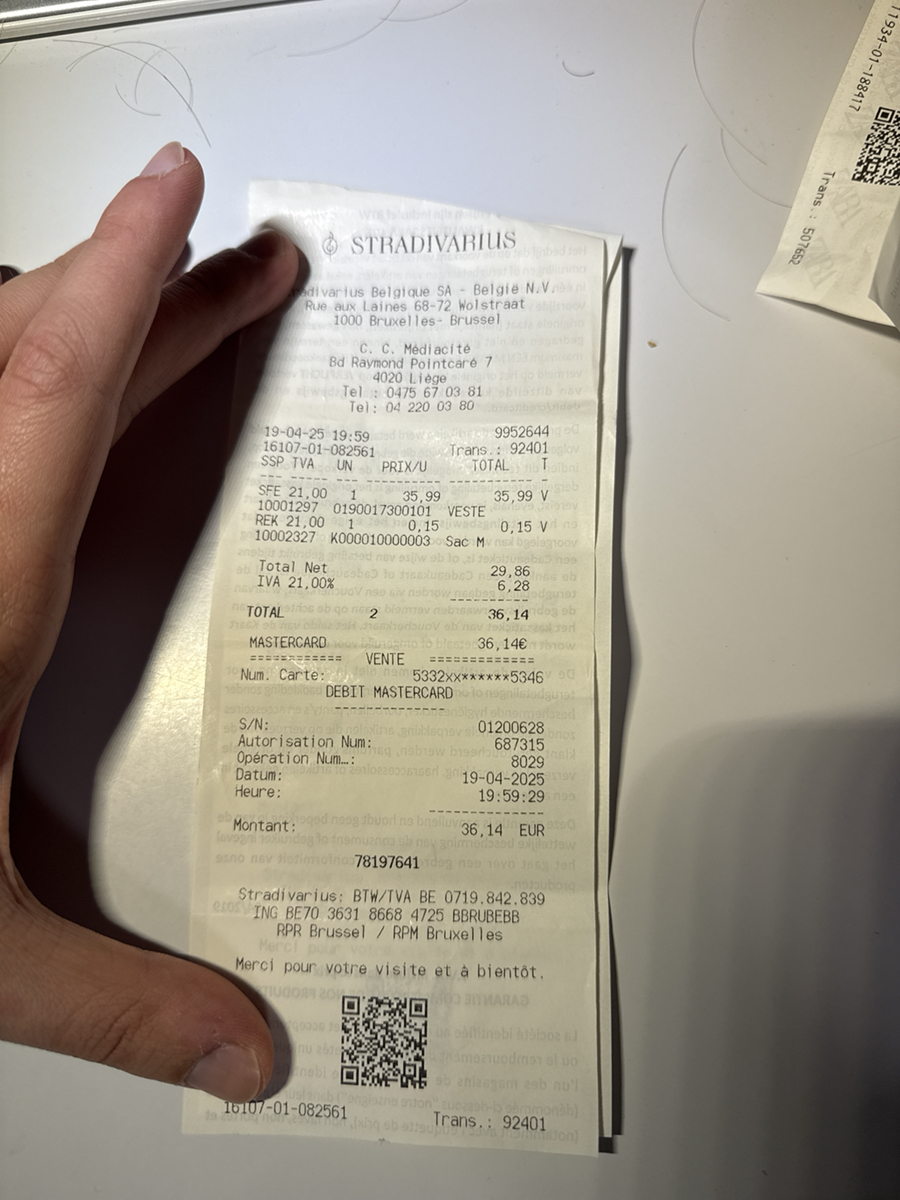 STRADIVARIUS
Belgique SA - België N.V.
Rue aux Laines 68-72 Wolstraat
1000 Bruxelles- Brussel
C. C. Médiacité
Bd Raymond Pointcaré 7
4020 Liège
Tel : 0475 67 03 81
Tel: 04 220 03 80
19-04-25 19:59 9952644
16107-01-082561 Trans.: 92401
SSP TVA UN PRIX/U TOTAL T
SFE 21,00 1 35,99 35,99 V
10001297 0190017300101 VESTE
REK 21,00 0,15 0,15 V
10002327 K000010000003 Sac M
Total Net 29,86
IVA 21,00% 6,28
TOTAL 2 36,14
MASTERCARD 36,14€
=========== VENTE =============
Num. Carte: 5332xx******5346
DEBIT MASTERCARD
S/N: 01200628
Autorisation Num: 687315
Opération Num…: 8029
Datum: 19-04-2025
Heure: 19:59:29
Montant: 36,14 EUR
78197641
Stradivarius: BTW/TVA BE 0719.842.839
ING BE70 3631 8668 4725 BBRUBEBB
RPR Brussel / RPM Bruxelles
Merci pour votre visite et à bientôt.
16107-01-082561 Trans.: 92401
11934-01-188417
Trans.: 507652